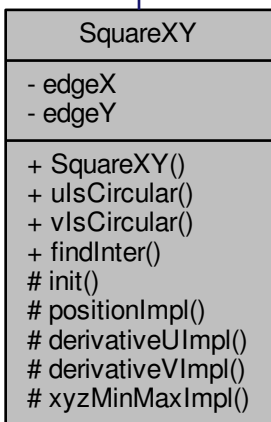 SquareXY
- edgeX
- edgeY
+ SquareXY()
+ uIsCircular()
+ vIsCircular()
+ findInter()
# init()
# positionImpl()
# derivativeUImpl()
# derivativeVImpl()
# xyzMinMaxImpl()